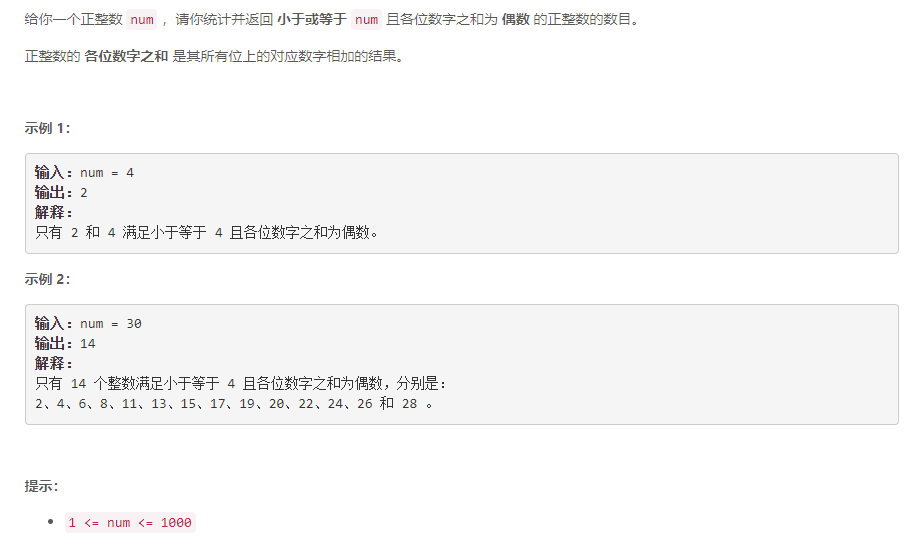 给你一个正整数 num ，请你统计并返回 小于或等于 num 且各位数字之和为 偶数 的正整数的数目。
正整数的 各位数字之和 是其所有位上的对应数字相加的结果。
示例 1：
输入：num = 4
输出：2
解释：
只有 2 和 4 满足小于等于 4 且各位数字之和为偶数。
示例 2：
输入：num = 30
输出：14
解释：
只有 14 个整数满足小于等于 4 且各位数字之和为偶数，分别是：
2、4、6、8、11、13、15、17、19、20、22、24、26 和 28 。
提示：
• 1 <= num <= 1000